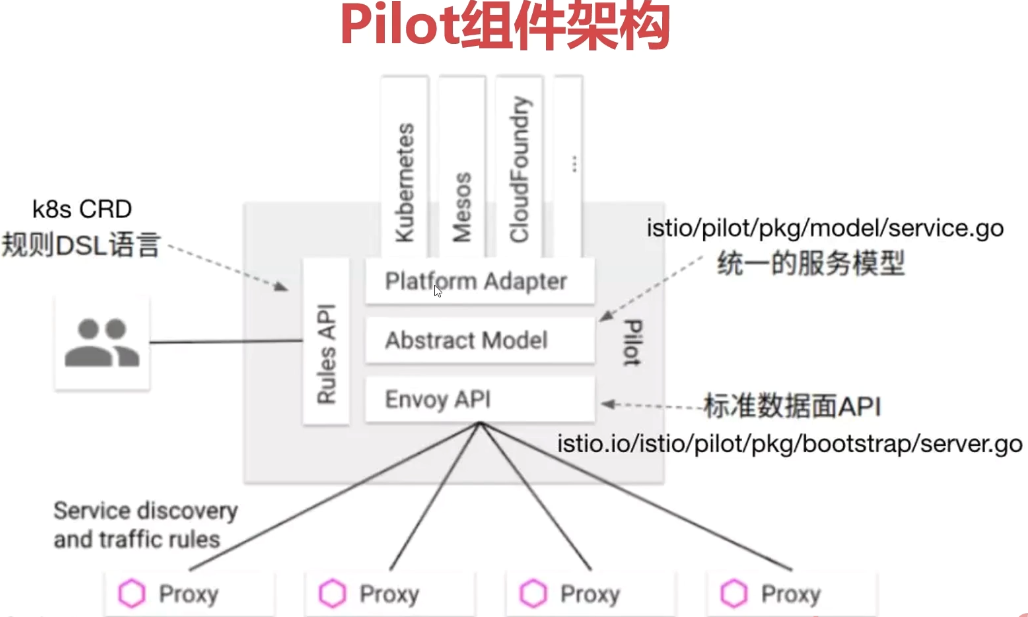 Pilot组件架构
Kubernetes
Mesos
CloudFoundry
...
k8s CRD
规则DSL语言
istio/pilot/pkg/model/service.go
统一的服务模型
Platform Adapter
Abstract Model
Envoy API
Rules API
Pilot
标准数据面API
istio.io/istio/pilot/pkg/bootstrap/server.go
Service discovery
and traffic rules
Proxy
Proxy
Proxy
Proxy